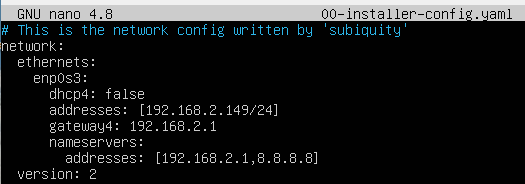 GNU nano 4.8 00-installer-config.yaml
# This is the network config written by 'subiquity'
network:
  ethernets:
    enp0s3:
      dhcp4: false
      addresses: [192.168.2.149/24]
      gateway4: 192.168.2.1
      nameservers:
        addresses: [192.168.2.1,8.8.8.8]
  version: 2